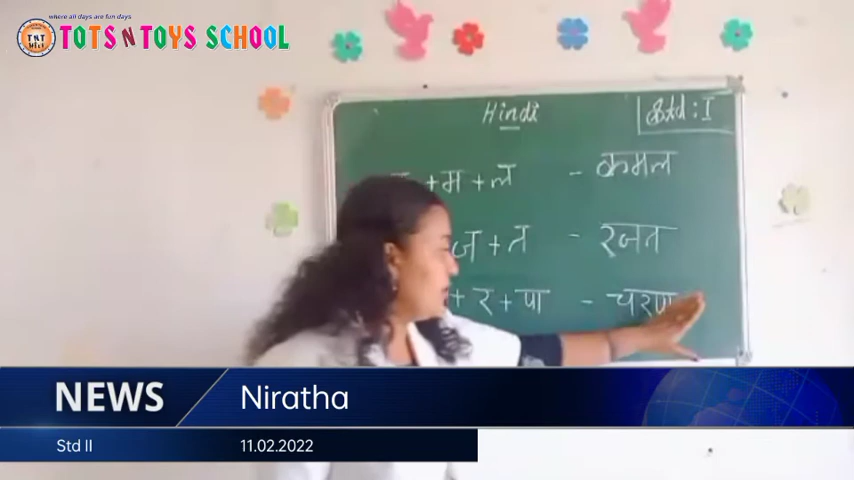 where all days are fun days
TNT
TOTS N TOYS SCHOOL
Hindi
Std : I
+म+ल - कमल
ज+त - रजत
+र+ण - चरण
NEWS
Niratha
Std II
11.02.2022